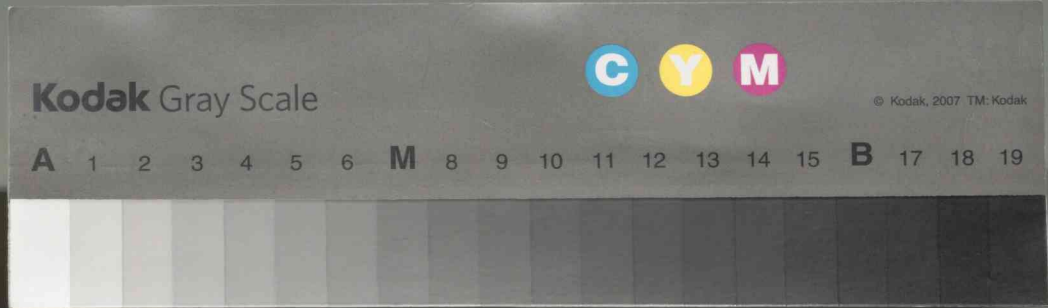 C Y M
Kodak Gray Scale
© Kodak, 2007 TM: Kodak
A 1 2 3 4 5 6 M 8 9 10 11 12 13 14 15 B 17 18 19